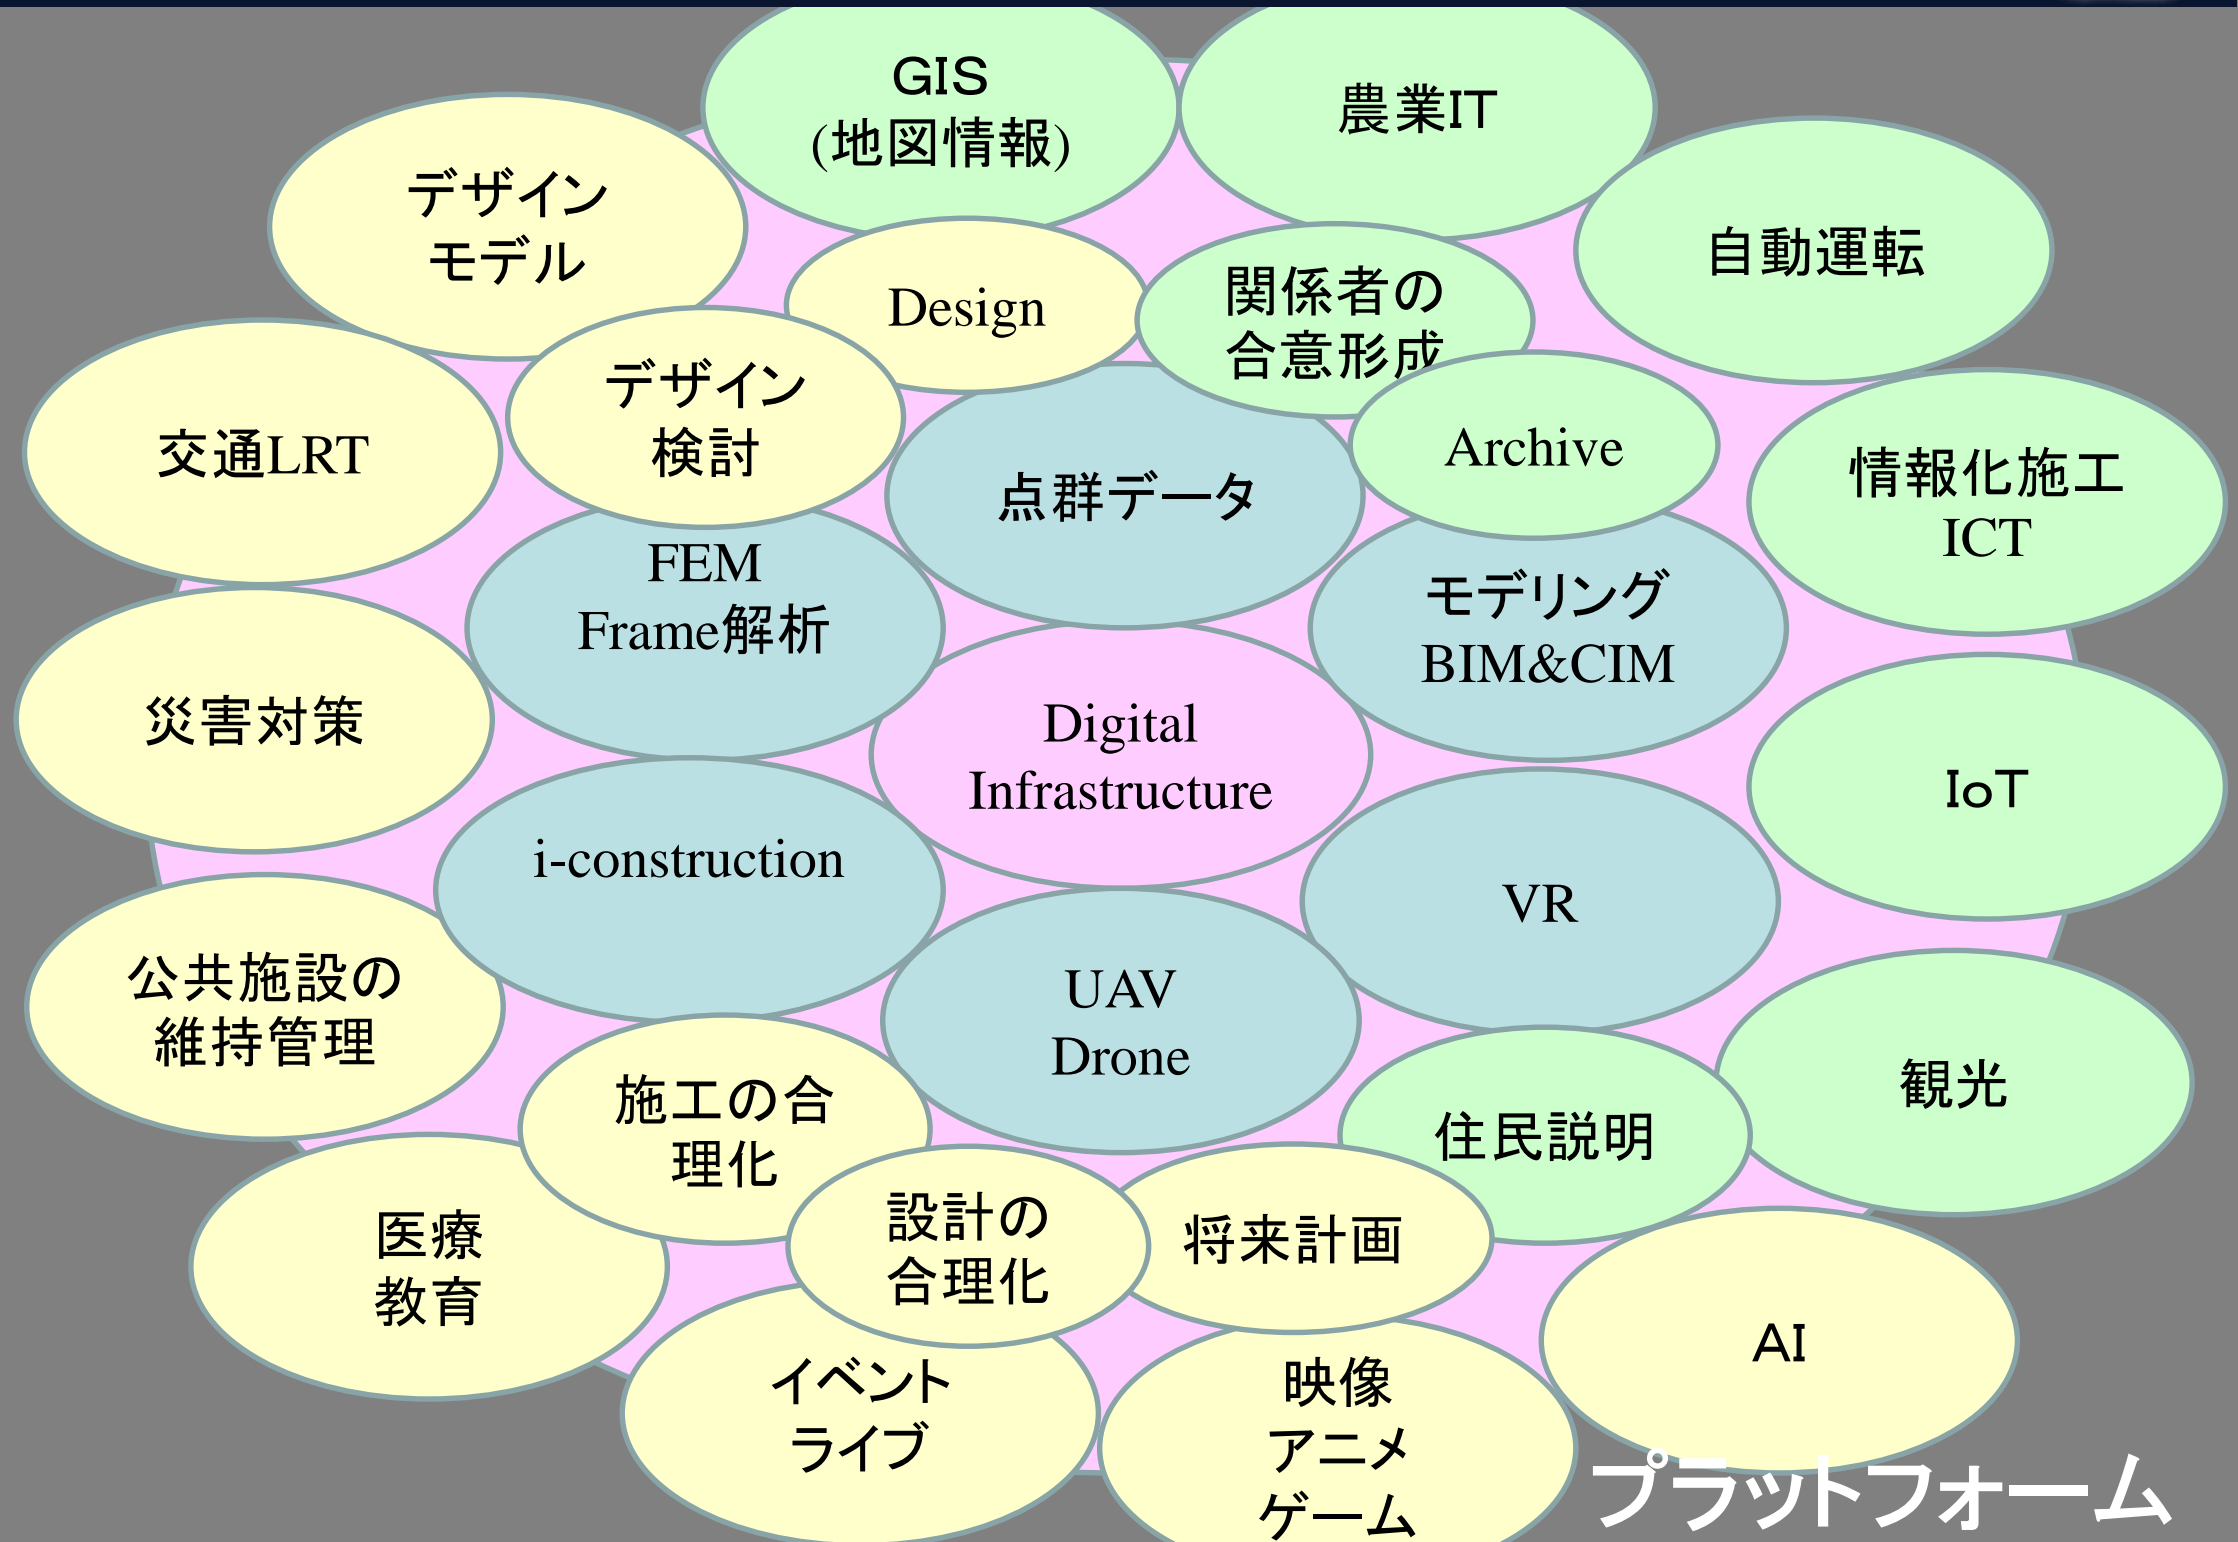 GIS
(地図情報)
農業IT
デザイン
モデル
自動運転
Design
関係者の
合意形成
デザイン
検討
交通LRT
Archive
点群データ
情報化施工
ICT
FEM
Frame解析
モデリング
BIM&CIM
災害対策
Digital
Infrastructure
IoT
i-construction
VR
公共施設の
維持管理
UAV
Drone
観光
施工の合
理化
住民説明
医療
教育
設計の
合理化
将来計画
AI
イベント
ライブ
映像
アニメ
ゲーム
プラットフォーム